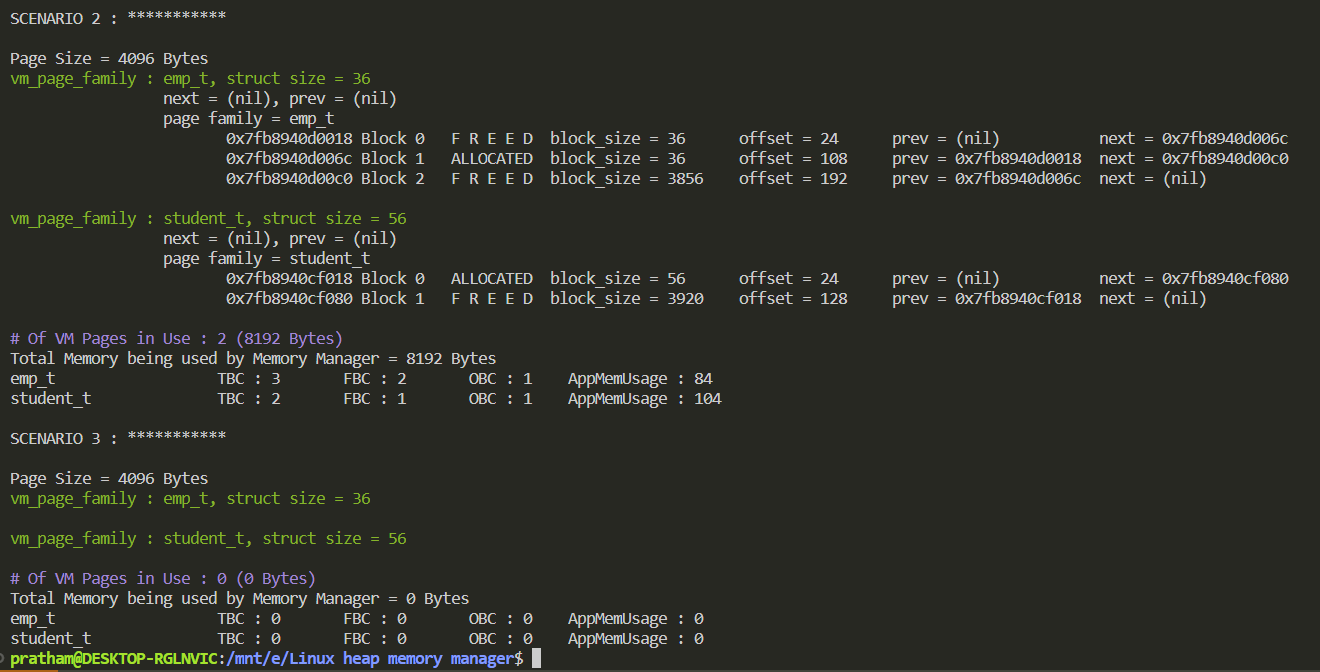 SCENARIO 2 : ***********
Page Size = 4096 Bytes
vm_page_family : emp_t, struct size = 36
next = (nil), prev = (nil)
page family = emp_t
0x7fb8940d0018 Block 0 F R E E D block_size = 36 offset = 24 prev = (nil) next = 0x7fb8940d006c
0x7fb8940d006c Block 1 ALLOCATED block_size = 36 offset = 108 prev = 0x7fb8940d0018 next = 0x7fb8940d00c0
0x7fb8940d00c0 Block 2 F R E E D block_size = 3856 offset = 192 prev = 0x7fb8940d006c next = (nil)
vm_page_family : student_t, struct size = 56
next = (nil), prev = (nil)
page family = student_t
0x7fb8940cf018 Block 0 ALLOCATED block_size = 56 offset = 24 prev = (nil) next = 0x7fb8940cf080
0x7fb8940cf080 Block 1 F R E E D block_size = 3920 offset = 128 prev = 0x7fb8940cf018 next = (nil)
# Of VM Pages in Use : 2 (8192 Bytes)
Total Memory being used by Memory Manager = 8192 Bytes
emp_t TBC : 3 FBC : 2 OBC : 1 AppMemUsage : 84
student_t TBC : 2 FBC : 1 OBC : 1 AppMemUsage : 104
SCENARIO 3 : ***********
Page Size = 4096 Bytes
vm_page_family : emp_t, struct size = 36
vm_page_family : student_t, struct size = 56
# Of VM Pages in Use : 0 (0 Bytes)
Total Memory being used by Memory Manager = 0 Bytes
emp_t TBC : 0 FBC : 0 OBC : 0 AppMemUsage : 0
student_t TBC : 0 FBC : 0 OBC : 0 AppMemUsage : 0
pratham@DESKTOP-RGLNVIC:/mnt/e/Linux heap memory manager$